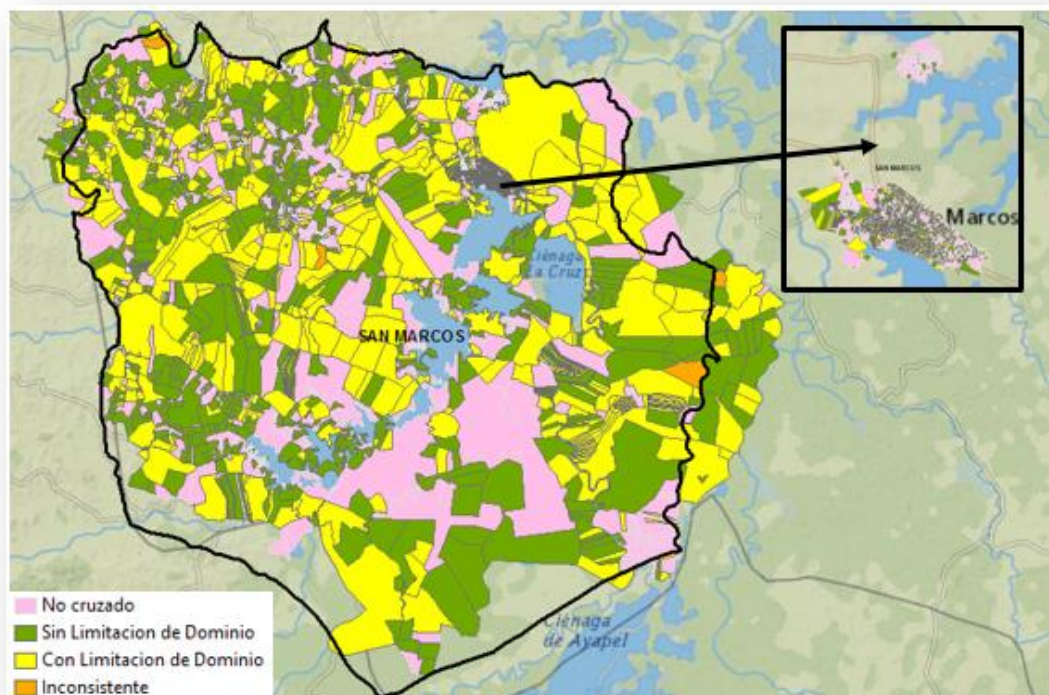 SAN MARCOS
Marcos
Ciénaga
La Cruz
SAN MARCOS
Ciénaga
de Ayapel
No cruzado
Sin Limitacion de Dominio
Con Limitacion de Dominio
Inconsistente